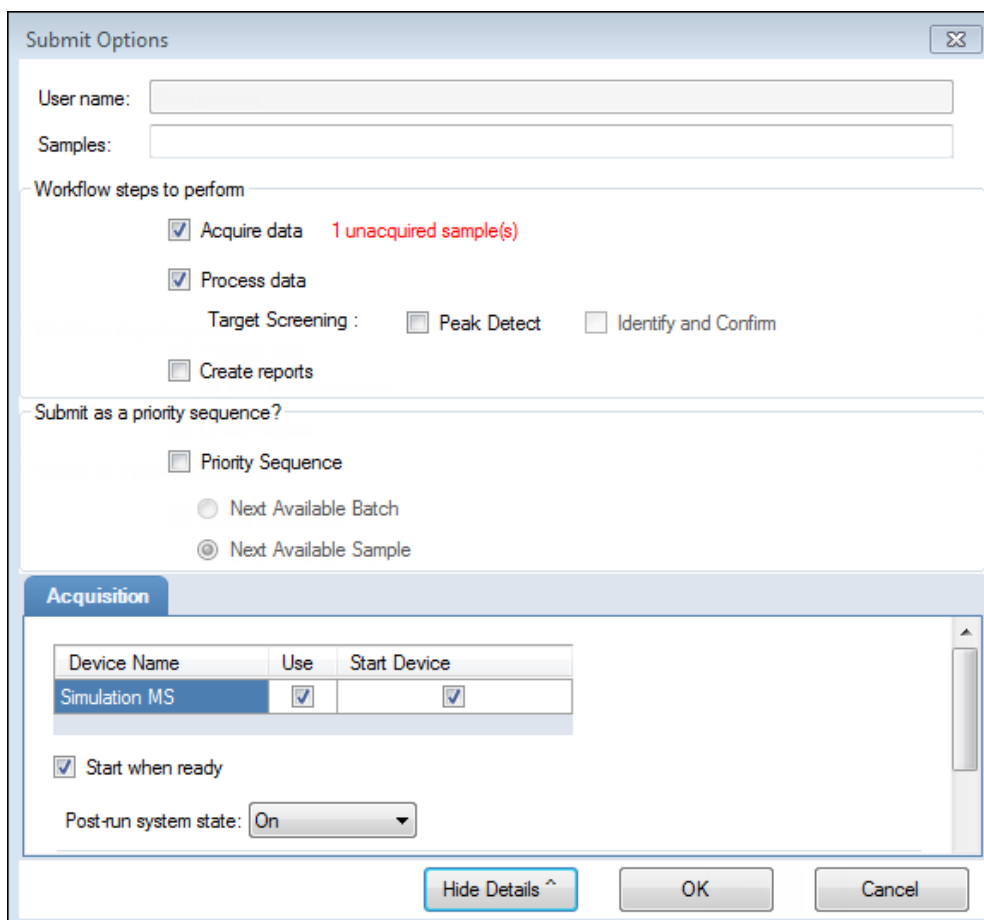 Submit Options
User name:
Samples:
Workflow steps to perform
Acquire data 1 unacquired sample(s)
Process data
Target Screening : Peak Detect Identify and Confirm
Create reports
Submit as a priority sequence?
Priority Sequence
Next Available Batch
Next Available Sample
Acquisition
Device Name Use Start Device
Simulation MS
Start when ready
Post-run system state: On
Hide Details ^ OK Cancel